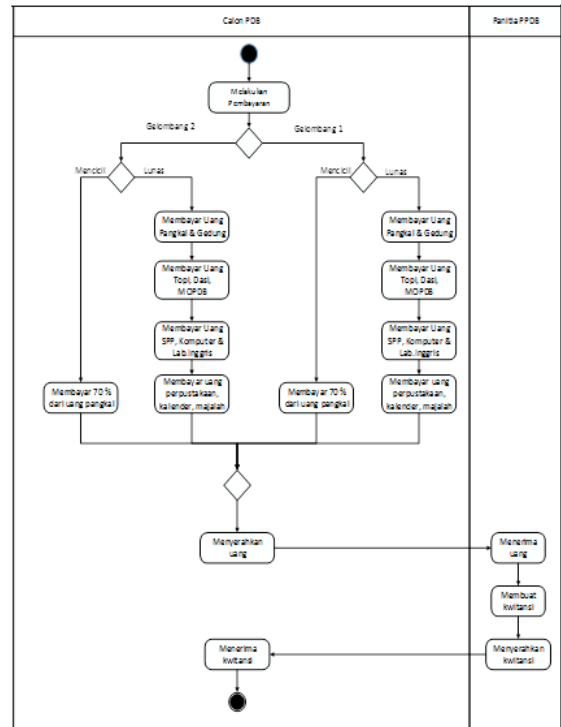 Calon PDB
Panitia PPDB
Melakukan
Pembayaran
Gelombang 2
Gelombang 1
Mencicil
Lunas
Mencicil
Lunas
Membayar Uang
Pangkal & Gedung
Membayar Uang
Pangkal & Gedung
Membayar Uang
Topi, Dasi,
MOPDB
Membayar Uang
Topi, Dasi,
MOPDB
Membayar Uang
SPP, Komputer &
Lab.Inggris
Membayar Uang
SPP, Komputer &
Lab.Inggris
Membayar 70 %
dari uang pangkal
Membayar uang
perpustakaan,
kalender, majalah
Membayar 70 %
dari uang pangkal
Membayar uang
perpustakaan,
kalender, majalah
Menyerahkan
uang
Menerima
uang
Membuat
kwitansi
Menerima
kwitansi
Menyerahkan
kwitansi